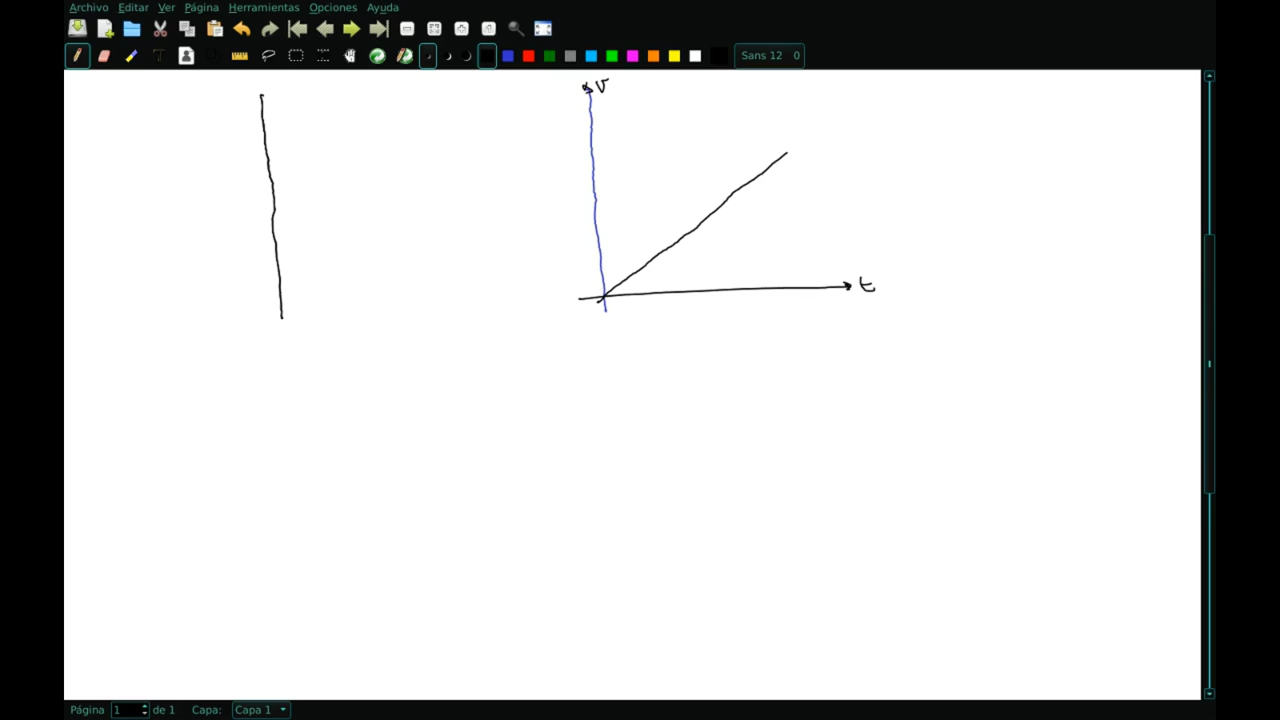 Archivo Editar Ver Página Herramientas Opciones Ayuda
Sans 12 0
v
t
Página 1 de 1 Capa: Capa 1